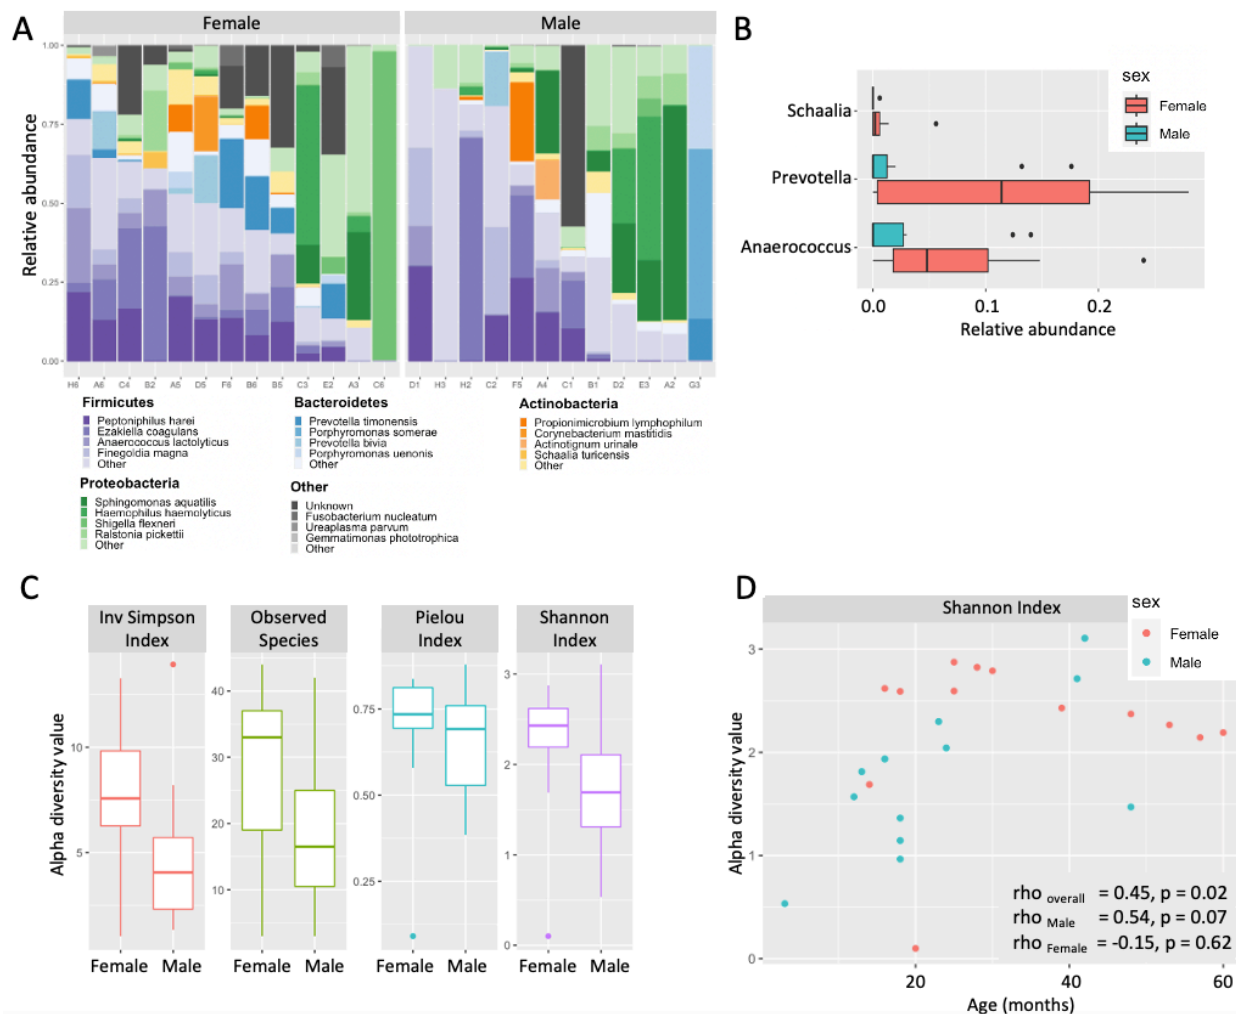 A
Female
Male
Relative abundance
1.00
0.75
0.50
0.25
0.00
H6 A6 C4 B2 A5 D5 F6 B6 B5 C3 E2 A3 C6
D1 H3 H2 C2 F5 A4 C1 B1 D2 E3 A2 G3
Firmicutes
Peptoniphilus harei
Ezakiella coagulans
Anaerococcus lactolyticus
Finegoldia magna
Other
Bacteroidetes
Prevotella timonensis
Porphyromonas somerae
Prevotella bivia
Porphyromonas uenonis
Other
Actinobacteria
Propionimicrobium lymphophilum
Corynebacterium mastitidis
Actinotignum urinale
Schaalia turicensis
Other
Proteobacteria
Sphingomonas aquatilis
Haemophilus haemolyticus
Shigella flexneri
Ralstonia pickettii
Other
Other
Unknown
Fusobacterium nucleatum
Ureaplasma parvum
Gemmatimonas phototrophica
Other
B
sex
Female
Male
Schaalia
Prevotella
Anaerococcus
0.0 0.1 0.2
Relative abundance
C
Inv Simpson
Index
Observed
Species
Pielou
Index
Shannon
Index
Alpha diversity value
10
5
40
30
20
10
0.75
0.50
0.25
3
2
1
0
Female Male
Female Male
Female Male
Female Male
D
Shannon Index
sex
Female
Male
Alpha diversity value
3
2
1
0
rho overall = 0.45, p = 0.02
rho Male = 0.54, p = 0.07
rho Female = -0.15, p = 0.62
20 40 60
Age (months)